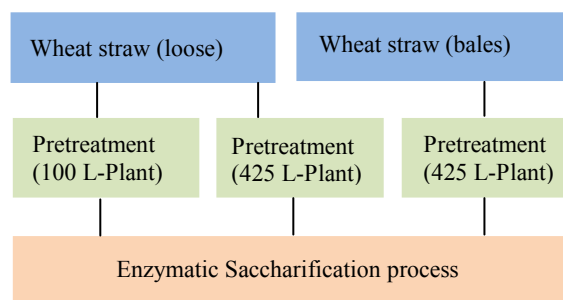 Wheat straw (loose)
Wheat straw (bales)
Pretreatment
(100 L-Plant)
Pretreatment
(425 L-Plant)
Pretreatment
(425 L-Plant)
Enzymatic Saccharification process